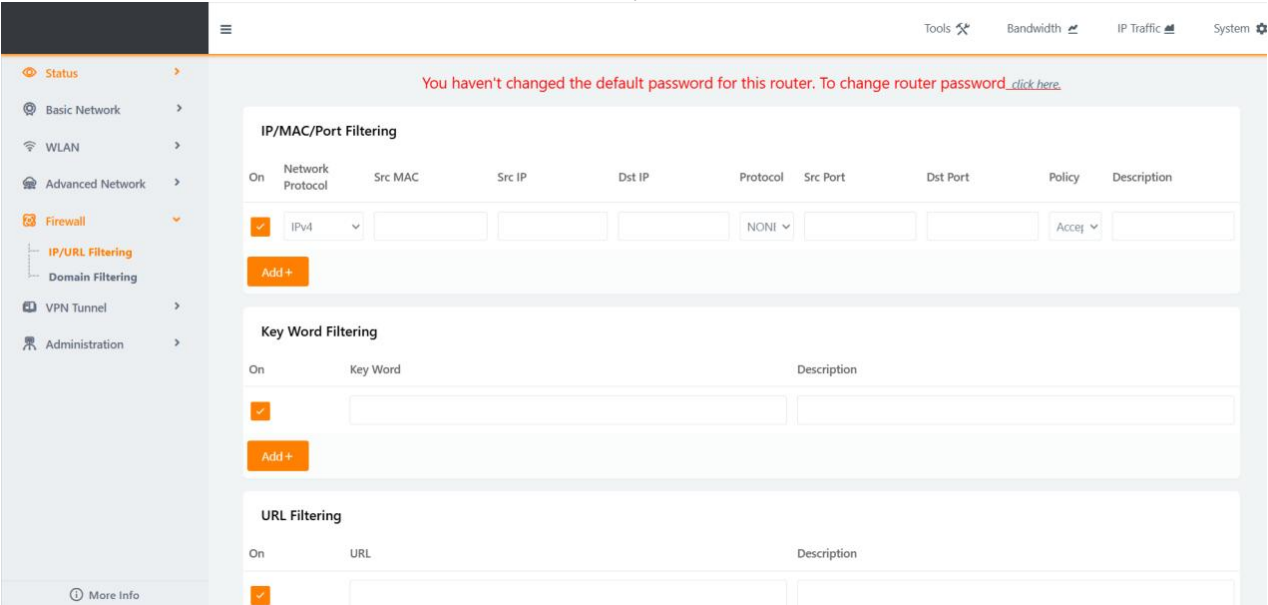 Tools Bandwidth IP Traffic System
Status
Basic Network
WLAN
Advanced Network
Firewall
IP/URL Filtering
Domain Filtering
VPN Tunnel
Administration
More Info
You haven't changed the default password for this router. To change router password click here.
IP/MAC/Port Filtering
On Network Protocol Src MAC Src IP Dst IP Protocol Src Port Dst Port Policy Description
IPv4 NONI Accep
Add+
Key Word Filtering
On Key Word Description
Add+
URL Filtering
On URL Description